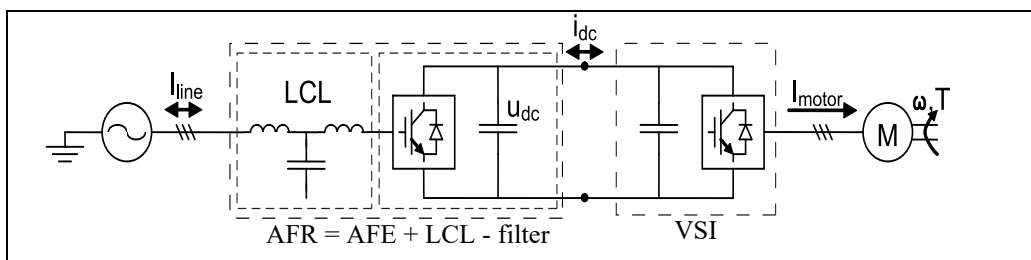 i_dc
I_line
LCL
u_dc
I_motor
ω, T
M
AFR = AFE + LCL - filter
VSI